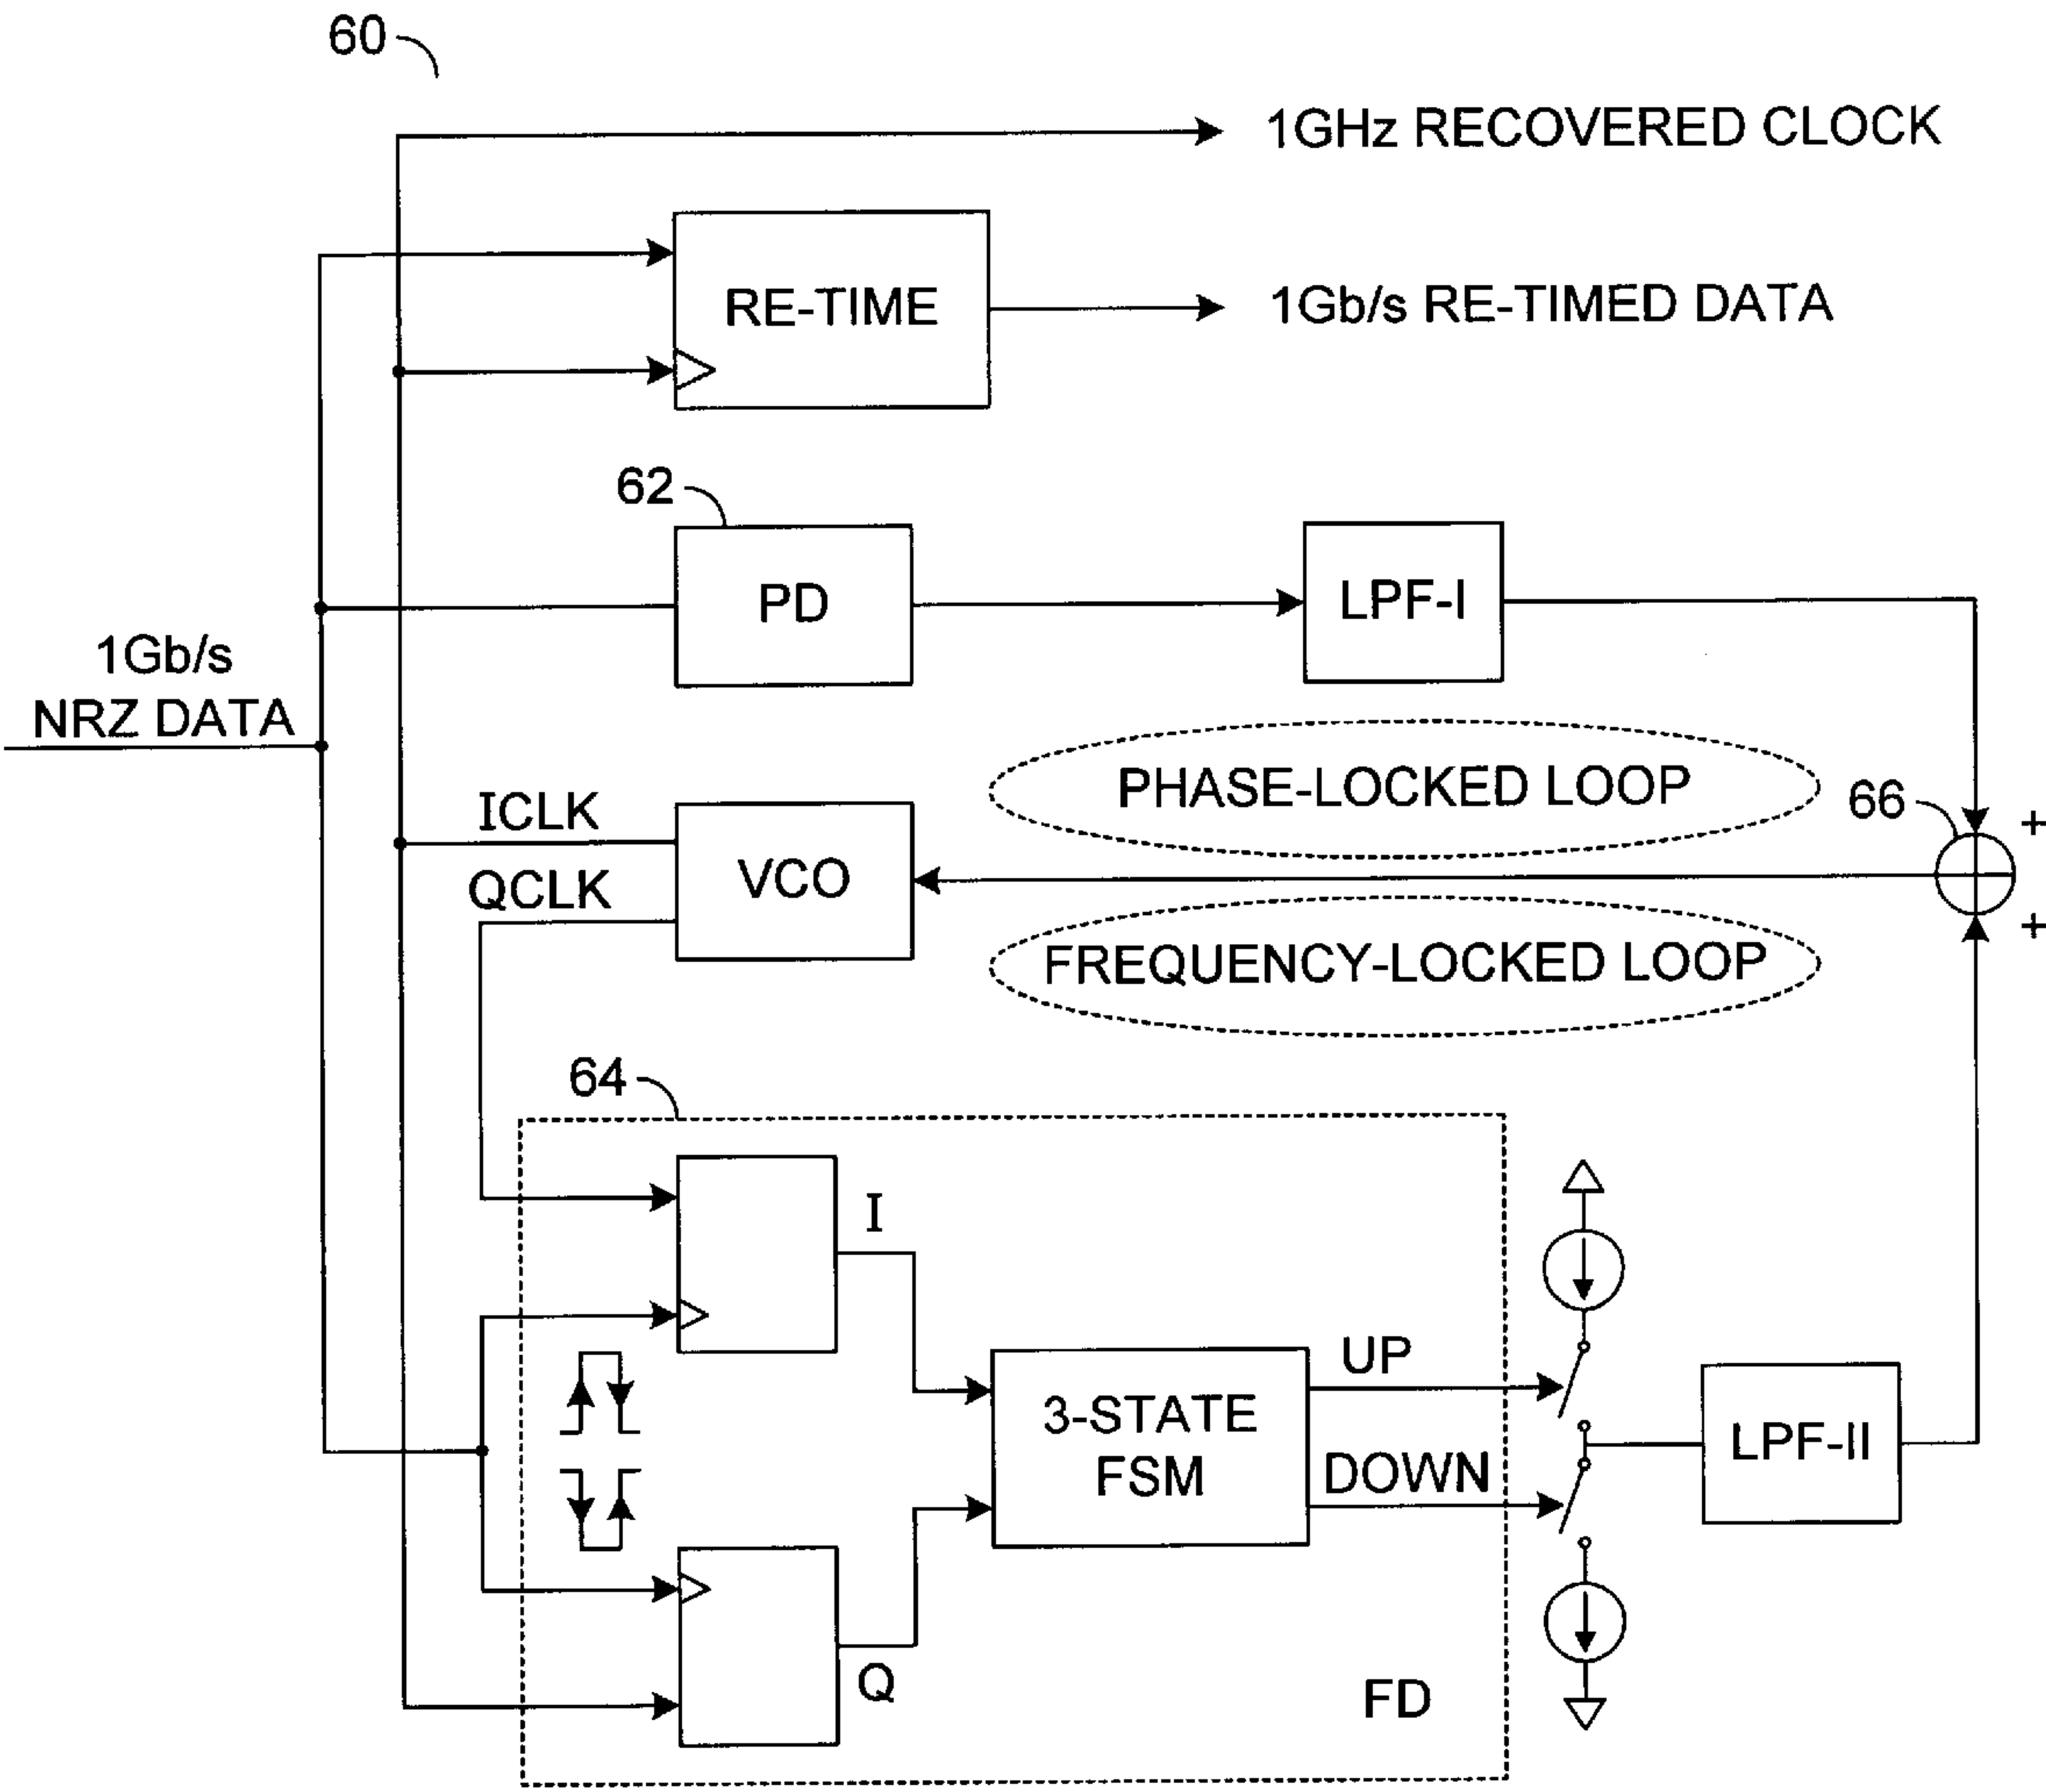 60
1GHz RECOVERED CLOCK
RE-TIME
1Gb/s RE-TIMED DATA
62
PD
LPF-I
1Gb/s
NRZ DATA
PHASE-LOCKED LOOP
66
+
ICLK
VCO
QCLK
+
FREQUENCY-LOCKED LOOP
64
I
UP
3-STATE
FSM
DOWN
LPF-II
Q
FD